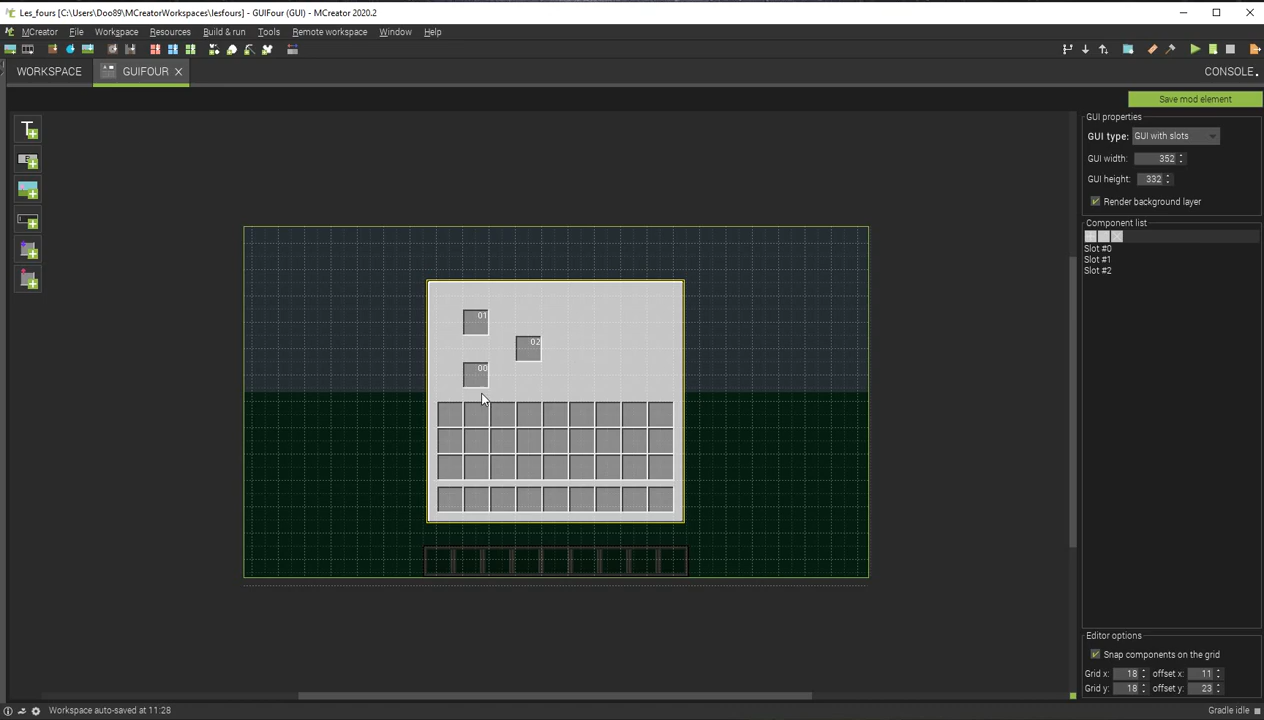 Les_fours [C:\Users\Doo89\MCreatorWorkspaces\lesfours] - GUIFour (GUI) - MCreator 2020.2
MCreator File Workspace Resources Build & run Tools Remote workspace Window Help
WORKSPACE GUIFOUR CONSOLE
Save mod element
GUI properties
GUI type: GUI with slots
GUI width: 352
GUI height: 332
Render background layer
Component list
Slot #0
Slot #1
Slot #2
01
02
00
Editor options
Snap components on the grid
Grid x: 18 offset x: 11
Grid y: 18 offset y: 23
Workspace auto-saved at 11:28
Gradle idle